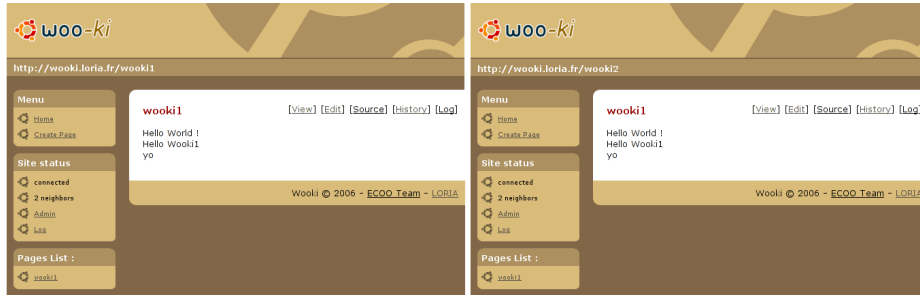 woo-ki
http://wooki.loria.fr/wooki1
Menu
Home
Create Page
Site status
connected
2 neighbors
Admin
Log
Pages List :
wooki1
wooki1
[View] [Edit] [Source] [History] [Log]
Hello World !
Hello Wooki1
yo
Wooki © 2006 - ECOO Team - LORIA
woo-ki
http://wooki.loria.fr/wooki2
Menu
Home
Create Page
Site status
connected
2 neighbors
Admin
Log
Pages List :
wooki1
wooki1
[View] [Edit] [Source] [History] [Log]
Hello World !
Hello Wooki1
yo
Wooki © 2006 - ECOO Team - LORIA